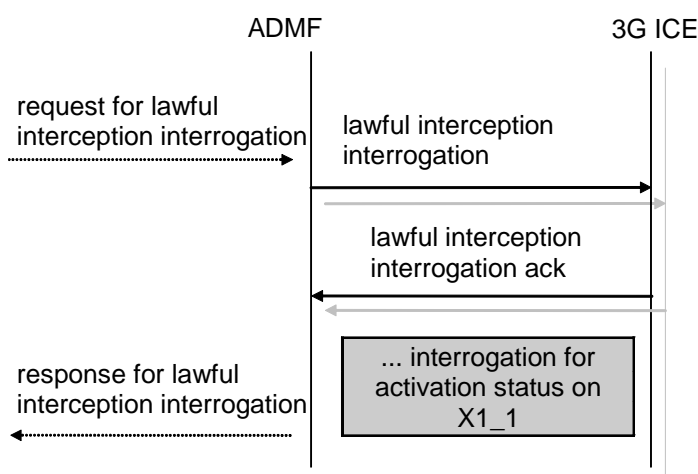 ADMF
3G ICE
request for lawful
interception interrogation
lawful interception
interrogation
lawful interception
interrogation ack
... interrogation for
activation status on
X1_1
response for lawful
interception interrogation